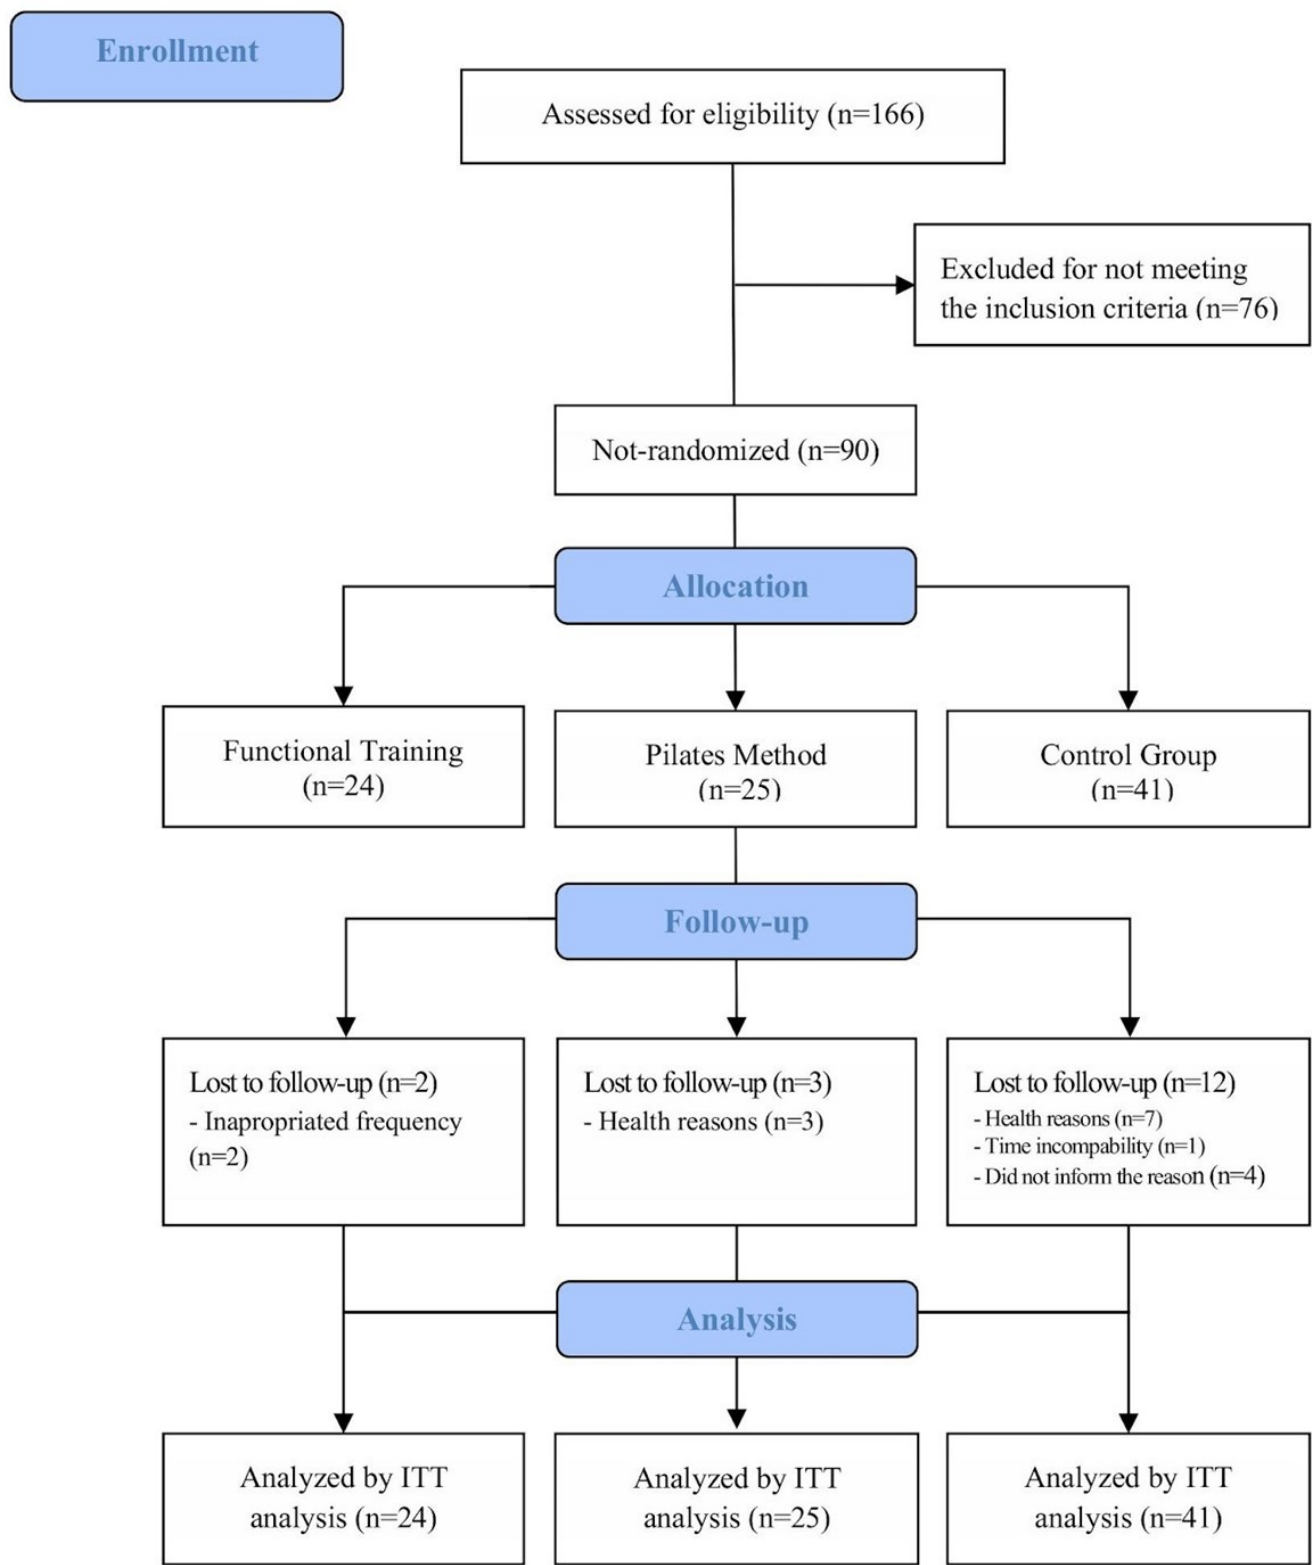 Enrollment
Assessed for eligibility (n=166)
Excluded for not meeting
the inclusion criteria (n=76)
Not-randomized (n=90)
Allocation
Functional Training
(n=24)
Pilates Method
(n=25)
Control Group
(n=41)
Follow-up
Lost to follow-up (n=2)
- Inapropriated frequency
(n=2)
Lost to follow-up (n=3)
- Health reasons (n=3)
Lost to follow-up (n=12)
- Health reasons (n=7)
- Time incompability (n=1)
- Did not inform the reason (n=4)
Analysis
Analyzed by ITT
analysis (n=24)
Analyzed by ITT
analysis (n=25)
Analyzed by ITT
analysis (n=41)